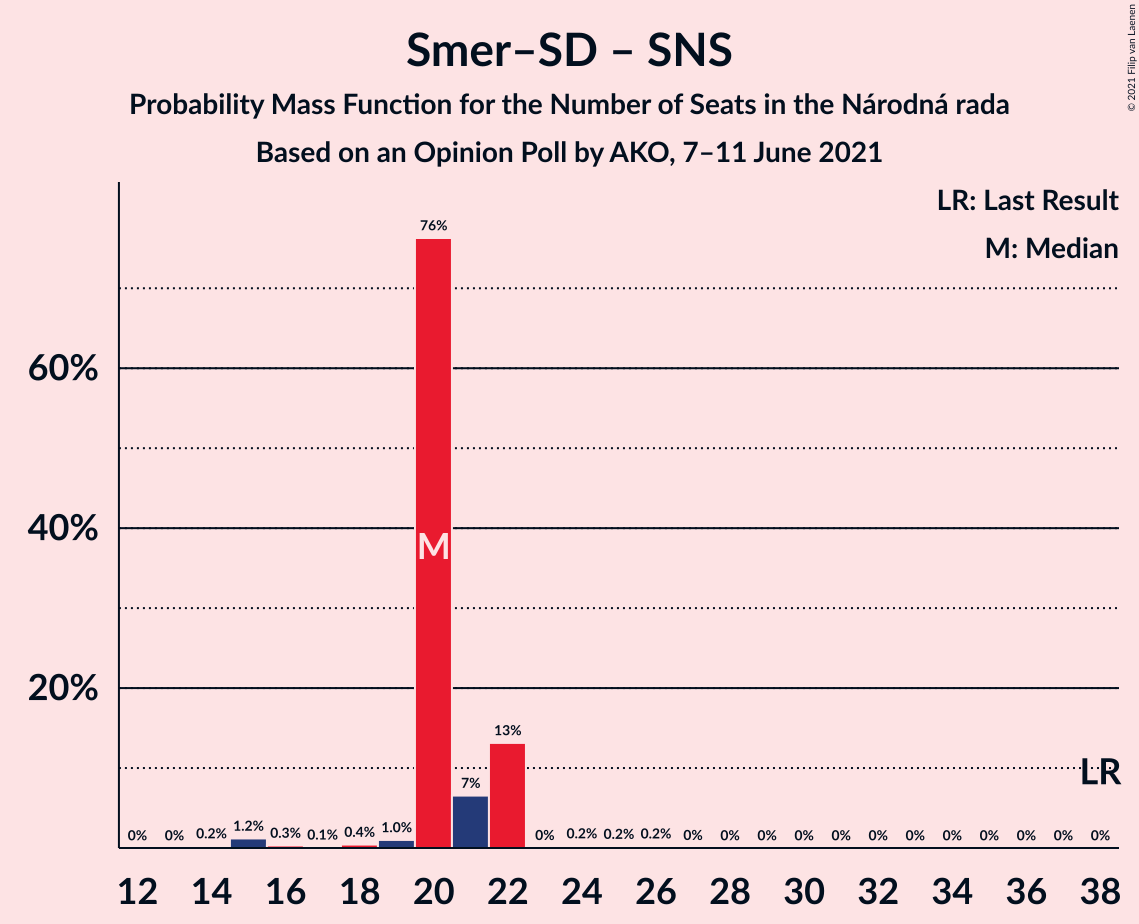 Smer–SD – SNS
Probability Mass Function for the Number of Seats in the Národná rada
Based on an Opinion Poll by AKO, 7–11 June 2021
© 2021 Filip van Laenen
LR: Last Result
M: Median
60%
40%
20%
0% 0% 0.2% 1.2% 0.3% 0.1% 0.4% 1.0% 76% 7% 13% 0% 0.2% 0.2% 0.2% 0% 0% 0% 0% 0% 0% 0% 0% 0% 0% 0% 0%
M
LR
12 14 16 18 20 22 24 26 28 30 32 34 36 38